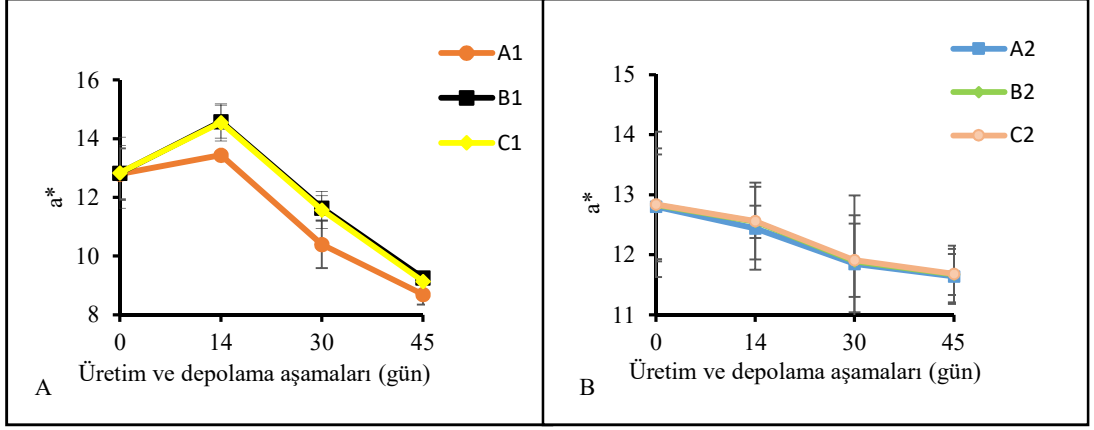 A1
B1
C1
16
14
12
10
8
a*
0 14 30 45
Üretim ve depolama aşamaları (gün)
A
A2
B2
C2
15
14
13
12
11
a*
0 14 30 45
Üretim ve depolama aşamaları (gün)
B